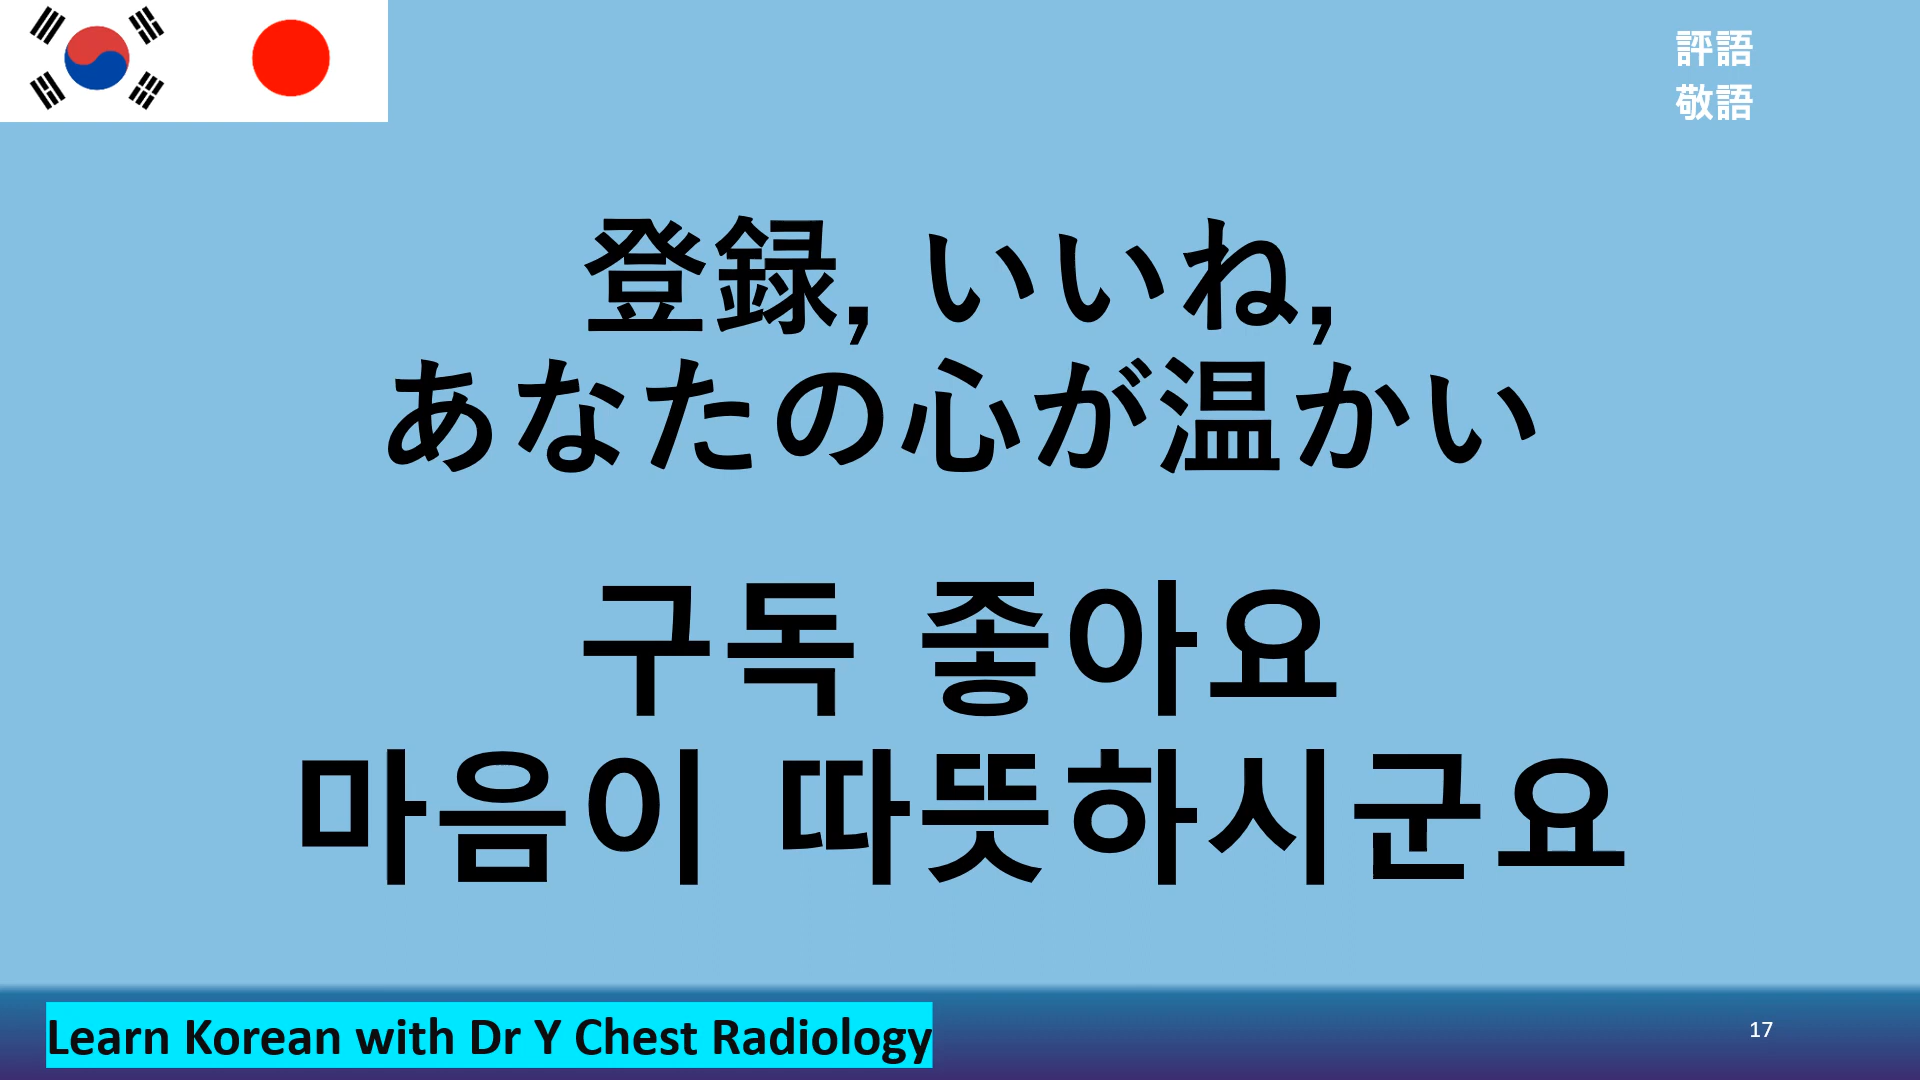 評語
敬語
登録, いいね,
あなたの心が温かい
구독 좋아요
마음이 따뜻하시군요
Learn Korean with Dr Y Chest Radiology
17